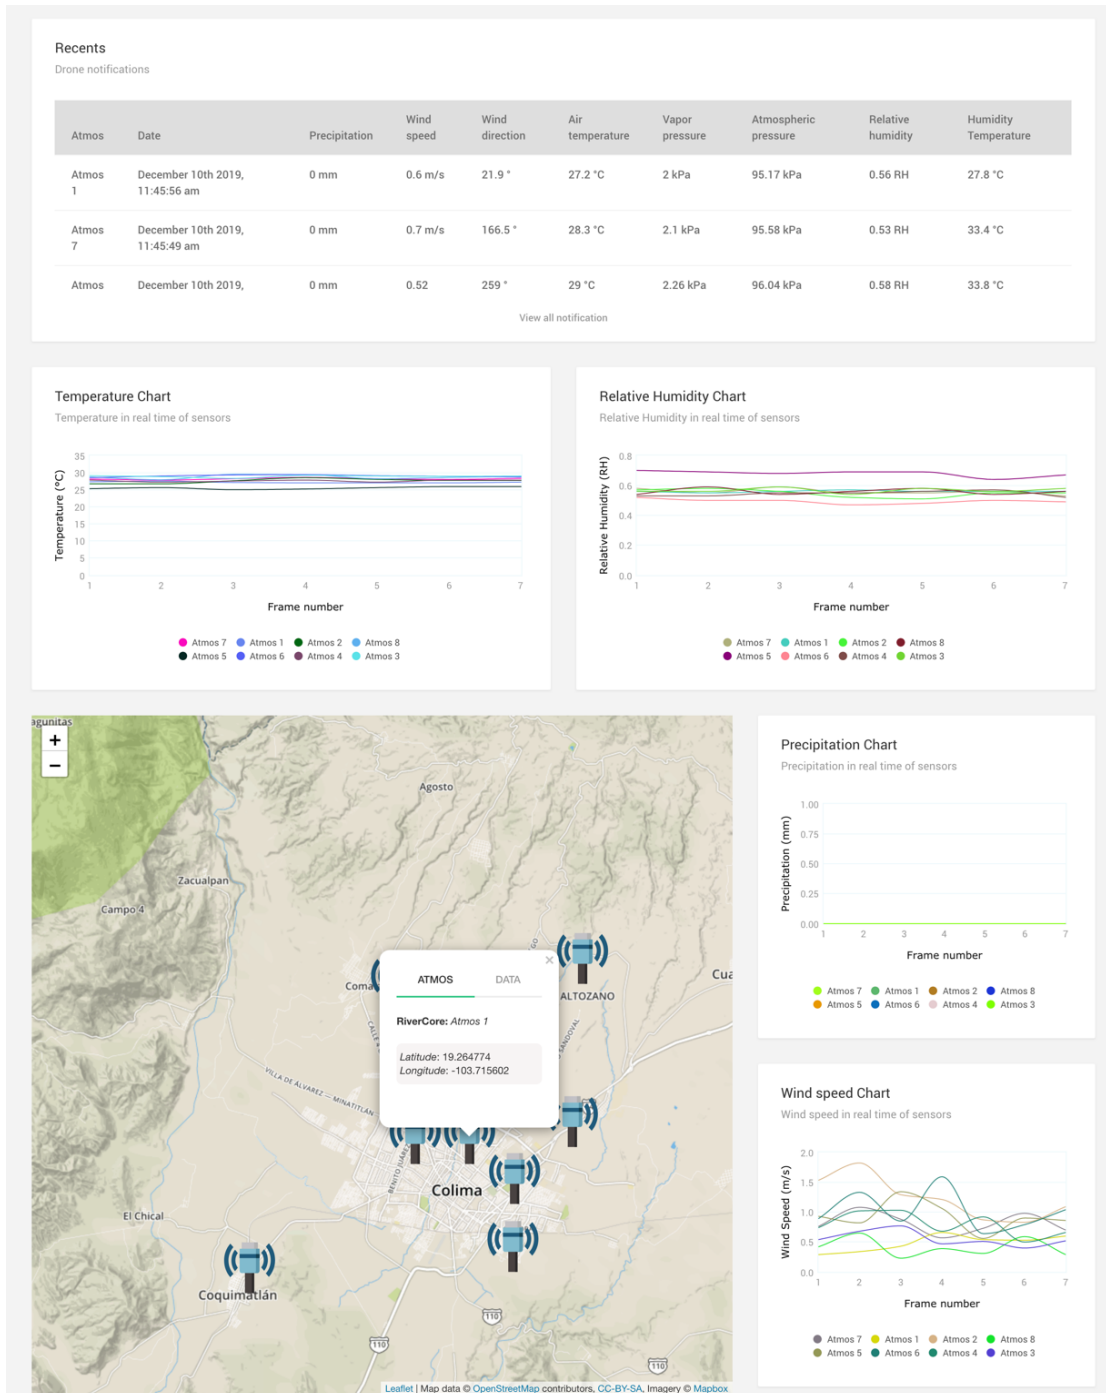 Recents
Drone notifications
Atmos Date Precipitation Wind speed Wind direction Air temperature Vapor pressure Atmospheric pressure Relative humidity Humidity Temperature
Atmos 1 December 10th 2019, 11:45:56 am 0 mm 0.6 m/s 21.9 ° 27.2 °C 2 kPa 95.17 kPa 0.56 RH 27.8 °C
Atmos 7 December 10th 2019, 11:45:49 am 0 mm 0.7 m/s 166.5 ° 28.3 °C 2.1 kPa 95.58 kPa 0.53 RH 33.4 °C
Atmos December 10th 2019, 0 mm 0.52 259 ° 29 °C 2.26 kPa 96.04 kPa 0.58 RH 33.8 °C
View all notification
Temperature Chart
Temperature in real time of sensors
Temperature (°C)
35
30
25
20
15
10
5
0
1 2 3 4 5 6 7
Frame number
Atmos 7 Atmos 1 Atmos 2 Atmos 8
Atmos 5 Atmos 6 Atmos 4 Atmos 3
Relative Humidity Chart
Relative Humidity in real time of sensors
Relative Humidity (RH)
0.8
0.6
0.4
0.2
0.0
1 2 3 4 5 6 7
Frame number
Atmos 7 Atmos 1 Atmos 2 Atmos 8
Atmos 5 Atmos 6 Atmos 4 Atmos 3
agunitas
+
−
Agosto
Zacualpan
Campo 4
Coma
ALTOZANO
Cua
GO
SANDOVAL
CALLE
VILLA DE ÁLVAREZ — MINATITLÁN
BENITO JUÁREZ
×
ATMOS DATA
RiverCore: Atmos 1
Latitude: 19.264774
Longitude: -103.715602
Colima
El Chical
Coquimatlán
110
110
110
Leaflet | Map data © OpenStreetMap contributors, CC-BY-SA, Imagery © Mapbox
Precipitation Chart
Precipitation in real time of sensors
Precipitation (mm)
1.00
0.75
0.50
0.25
0.00
1 2 3 4 5 6 7
Frame number
Atmos 7 Atmos 1 Atmos 2 Atmos 8
Atmos 5 Atmos 6 Atmos 4 Atmos 3
Wind speed Chart
Wind speed in real time of sensors
Wind Speed (m/s)
2.0
1.5
1.0
0.5
0.0
1 2 3 4 5 6 7
Frame number
Atmos 7 Atmos 1 Atmos 2 Atmos 8
Atmos 5 Atmos 6 Atmos 4 Atmos 3